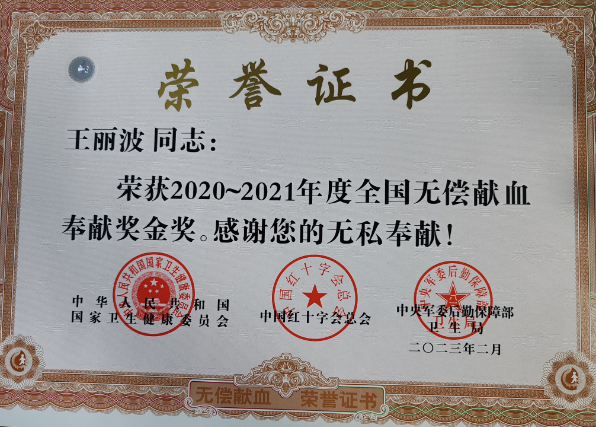 荣誉证书
王丽波同志：
荣获2020~2021年度全国无偿献血
奉献奖金奖。感谢您的无私奉献！
中华人民共和国
国家卫生健康委员会
中国红十字会总会
中央军委后勤保障部
卫生局
二〇二三年二月
无偿献血 荣誉证书